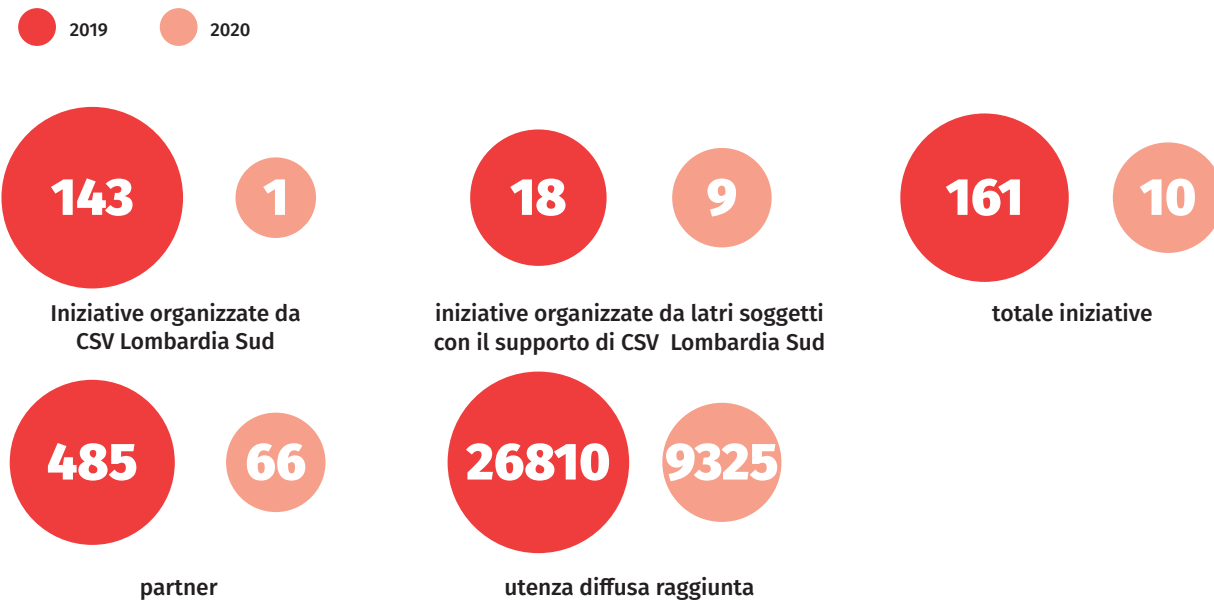 2019 2020
143 1 18 9 161 10
Iniziative organizzate da
CSV Lombardia Sud
iniziative organizzate da latri soggetti
con il supporto di CSV Lombardia Sud
totale iniziative
485 66 26810 9325
partner
utenza diffusa raggiunta